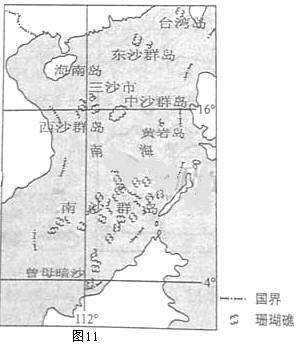 台湾岛
东沙群岛
海南岛
三沙市
中沙群岛
16°
西沙群岛
黄岩岛
南 海
南 沙 群 岛
曾母暗沙
4°
国界
珊瑚礁
112°
图11